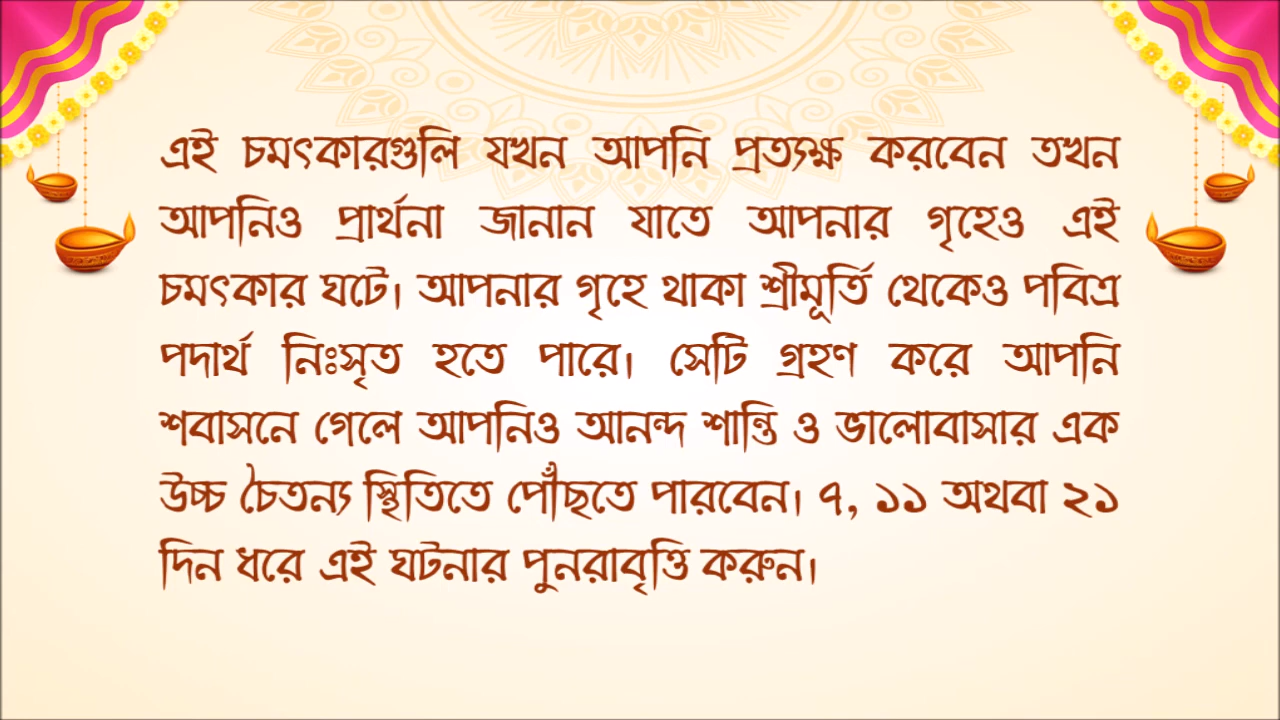 এই চমৎকারগুলি যখন আপনি প্রত্যক্ষ করবেন তখন
আপনিও প্রার্থনা জানান যাতে আপনার গৃহেও এই
চমৎকার ঘটে। আপনার গৃহে থাকা শ্রীমূর্তি থেকেও পবিত্র
পদার্থ নিঃসৃত হতে পারে। সেটি গ্রহণ করে আপনি
শবাসনে গেলে আপনিও আনন্দ শান্তি ও ভালোবাসার এক
উচ্চ চৈতন্য স্থিতিতে পৌঁছতে পারবেন। ৭, ১১ অথবা ২১
দিন ধরে এই ঘটনার পুনরাবৃত্তি করুন।